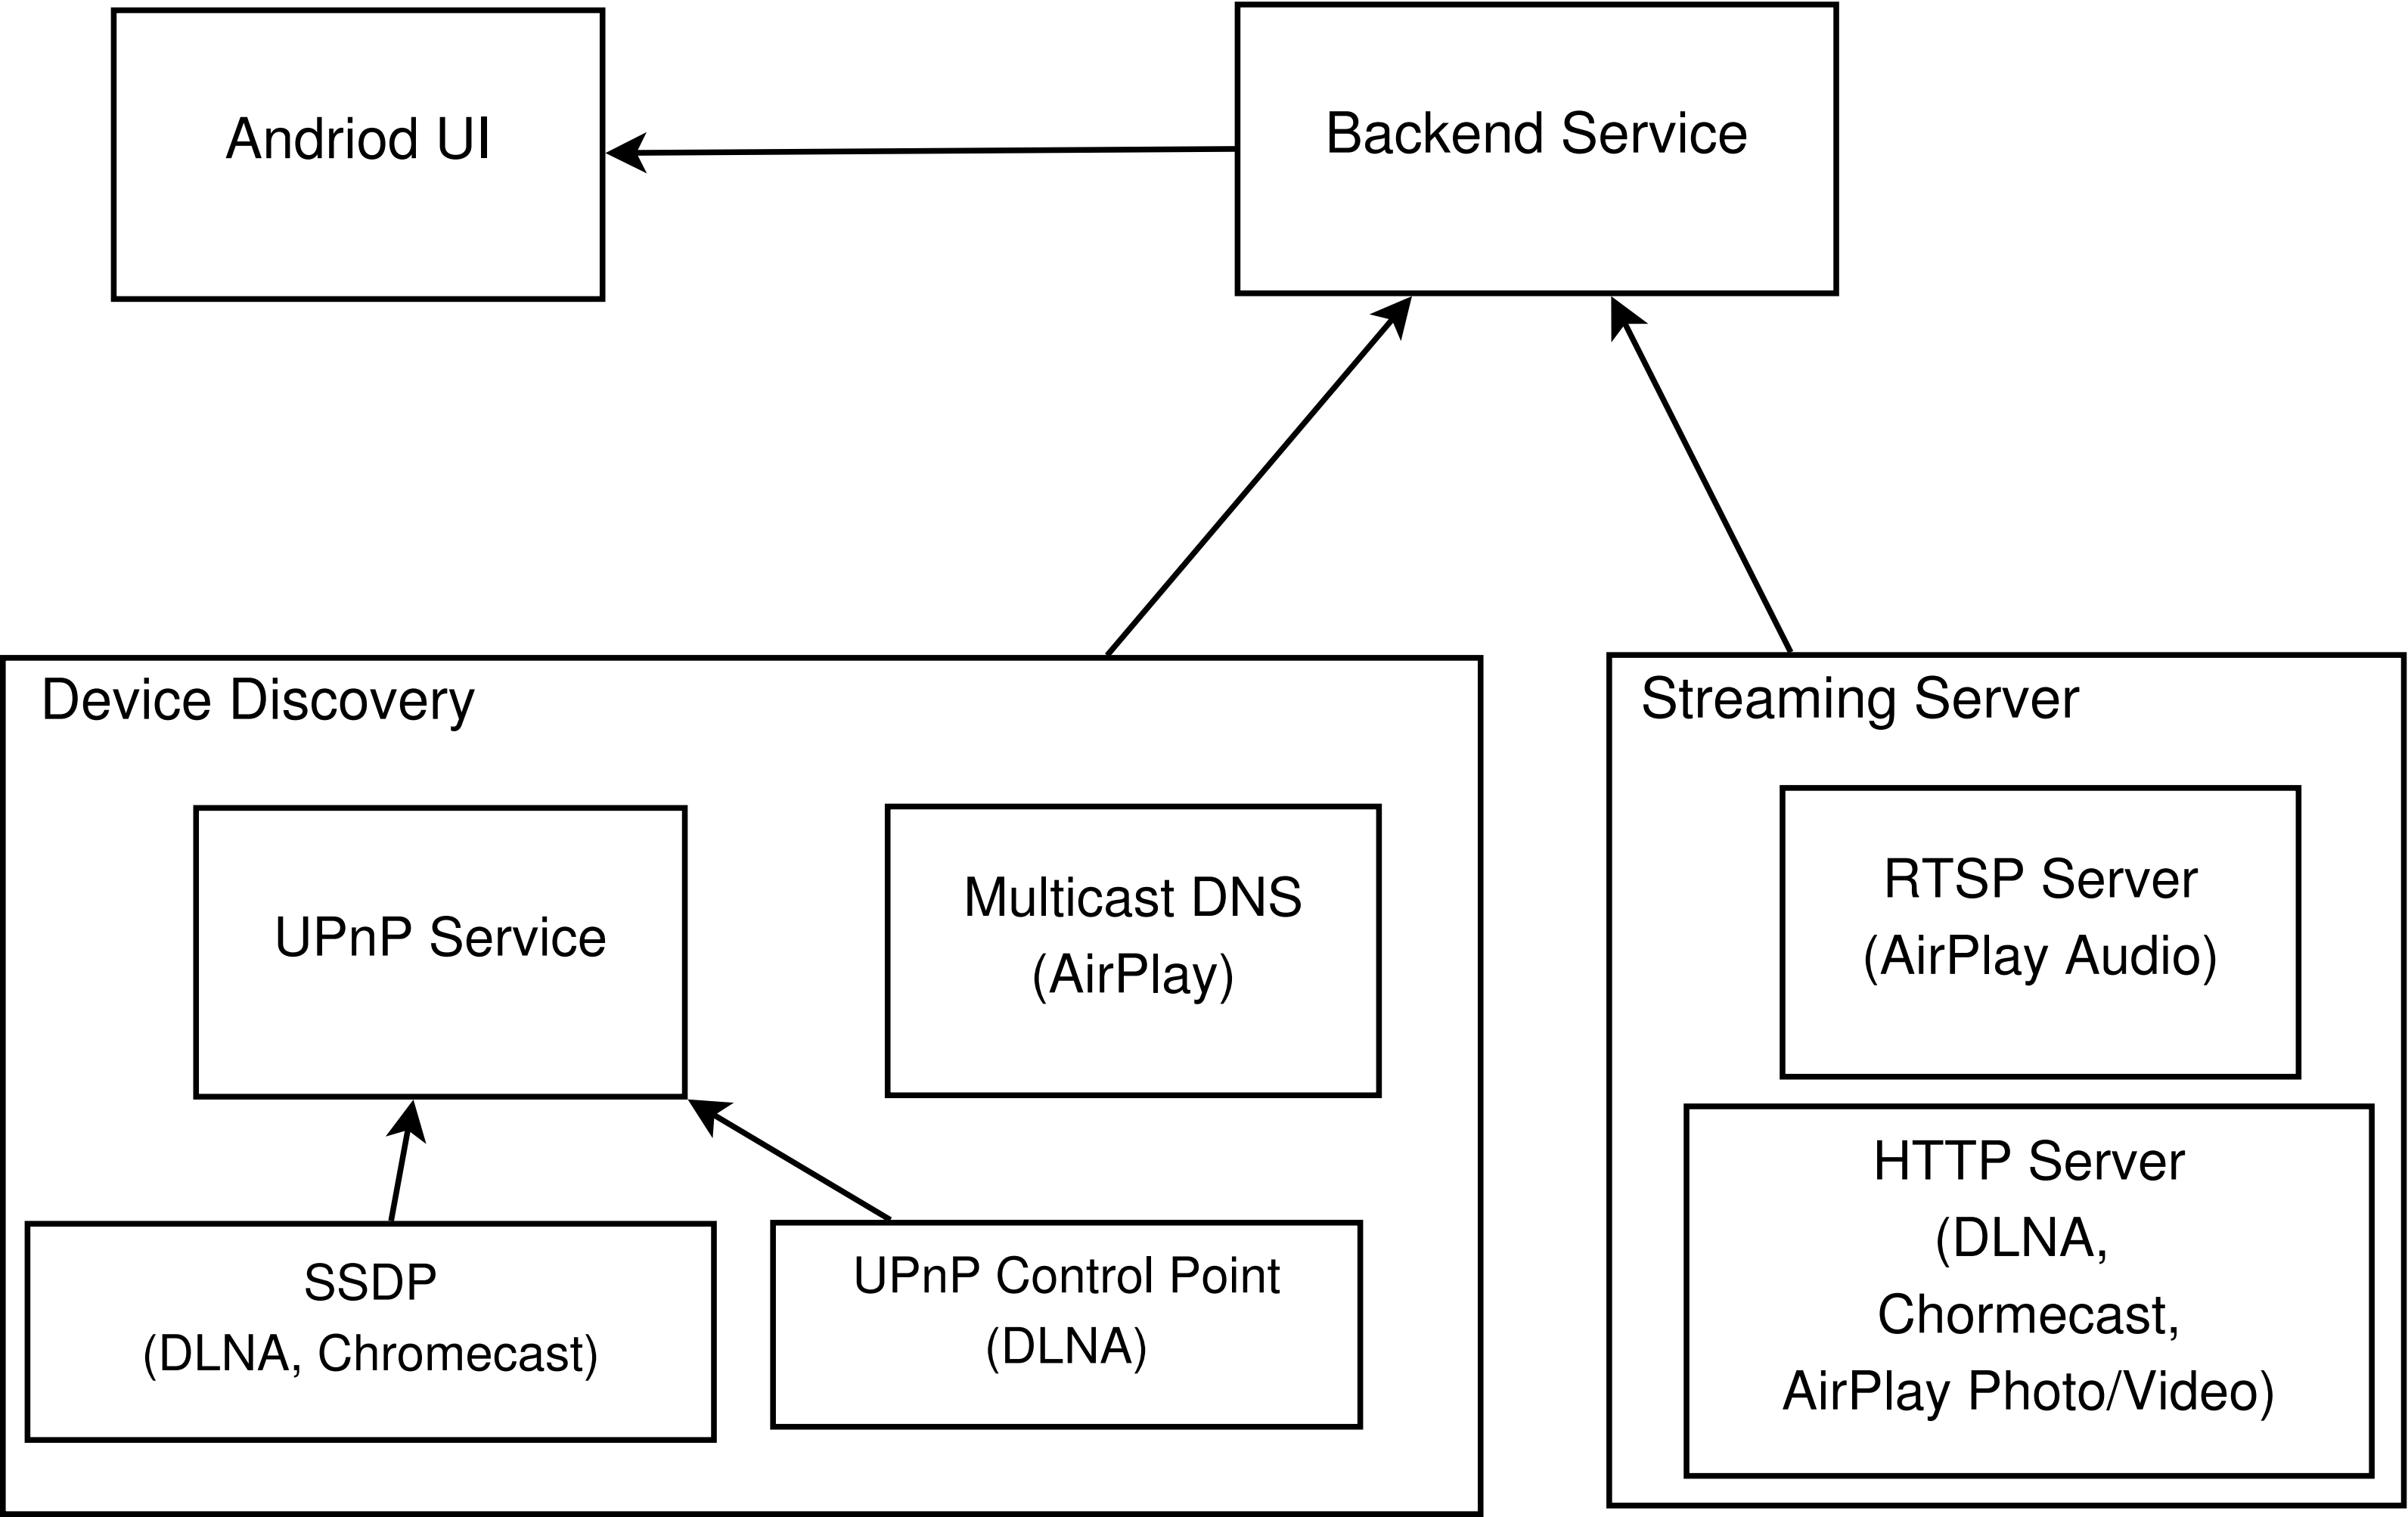 Andriod UI
Backend Service
Device Discovery
UPnP Service
Multicast DNS
(AirPlay)
SSDP
(DLNA, Chromecast)
UPnP Control Point
(DLNA)
Streaming Server
RTSP Server
(AirPlay Audio)
HTTP Server
(DLNA,
Chormecast,
AirPlay Photo/Video)